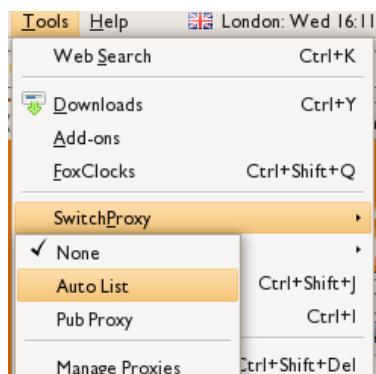 Tools Help London: Wed 16:11
Web Search Ctrl+K
Downloads Ctrl+Y
Add-ons
FoxClocks Ctrl+Shift+Q
SwitchProxy
None
Auto List Ctrl+Shift+J
Pub Proxy Ctrl+I
Manage Proxies Ctrl+Shift+Del